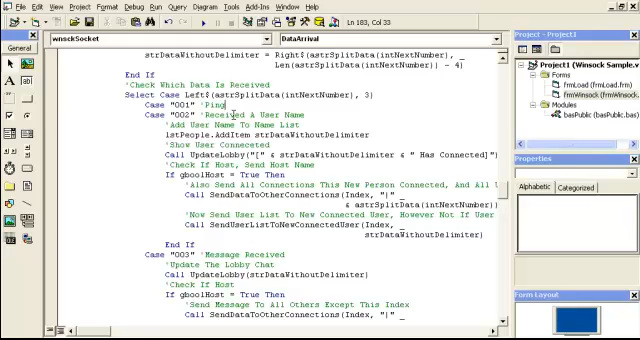 File Edit View Project Format Debug Run Query Diagram Tools Add-Ins Window Help
Ln 183, Col 33
General
A
ab|
winsckSocket
DataArrival
strDataWithoutDelimiter = Right$(astrSplitData(intNextNumber), _
Len(astrSplitData(intNextNumber)) - 4)
End If
'Check Which Data Is Received
Select Case Left$(astrSplitData(intNextNumber), 3)
Case "001" 'Ping
Case "002" 'Received A User Name
'Add User Name To Name List
lstPeople.AddItem strDataWithoutDelimiter
'Show User Conneceted
Call UpdateLobby("[" & strDataWithoutDelimiter & " Has Connected]")
'Check If Host, Send Host Name
If gboolHost = True Then
'Also Send All Connections This New Person Connected, And All U
Call SendDataToOtherConnections(Index, "|" _
& astrSplitData(intNextNumber))
'Now Send User List To New Connected User, However Not If User
Call SendUserListToNewConnectedUser(Index, _
strDataWithoutDelimiter)
End If
Case "003" 'Message Received
'Update The Lobby Chat
Call UpdateLobby(strDataWithoutDelimiter)
'Check If Host
If gboolHost = True Then
'Send Message To All Others Except This Index
Call SendDataToOtherConnections(Index, "|" _
Project - Project1
Project1 (Winsock Sample.
Forms
frmLoad (frmLoad.frm)
frmWinsock (frmWinsock.
Modules
basPublic (basPublic.bas)
Properties
Alphabetic Categorized
Form Layout